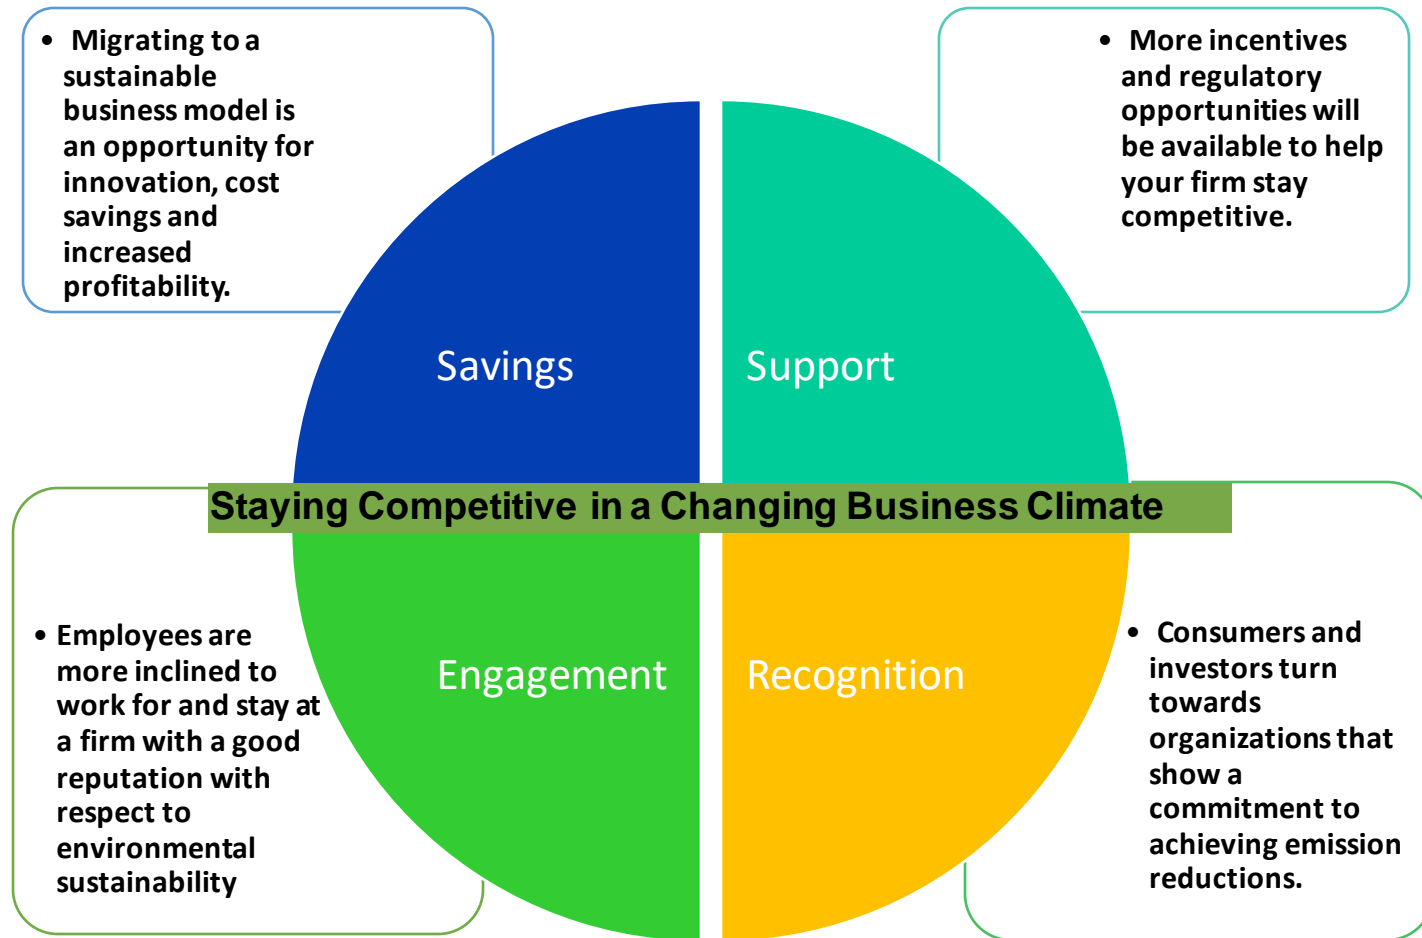 • Migrating to a
sustainable
business model is
an opportunity for
innovation, cost
savings and
increased
profitability.
• More incentives
and regulatory
opportunities will
be available to help
your firm stay
competitive.
Savings
Support
Staying Competitive in a Changing Business Climate
Engagement
Recognition
• Employees are
more inclined to
work for and stay at
a firm with a good
reputation with
respect to
environmental
sustainability
• Consumers and
investors turn
towards
organizations that
show a
commitment to
achieving emission
reductions.